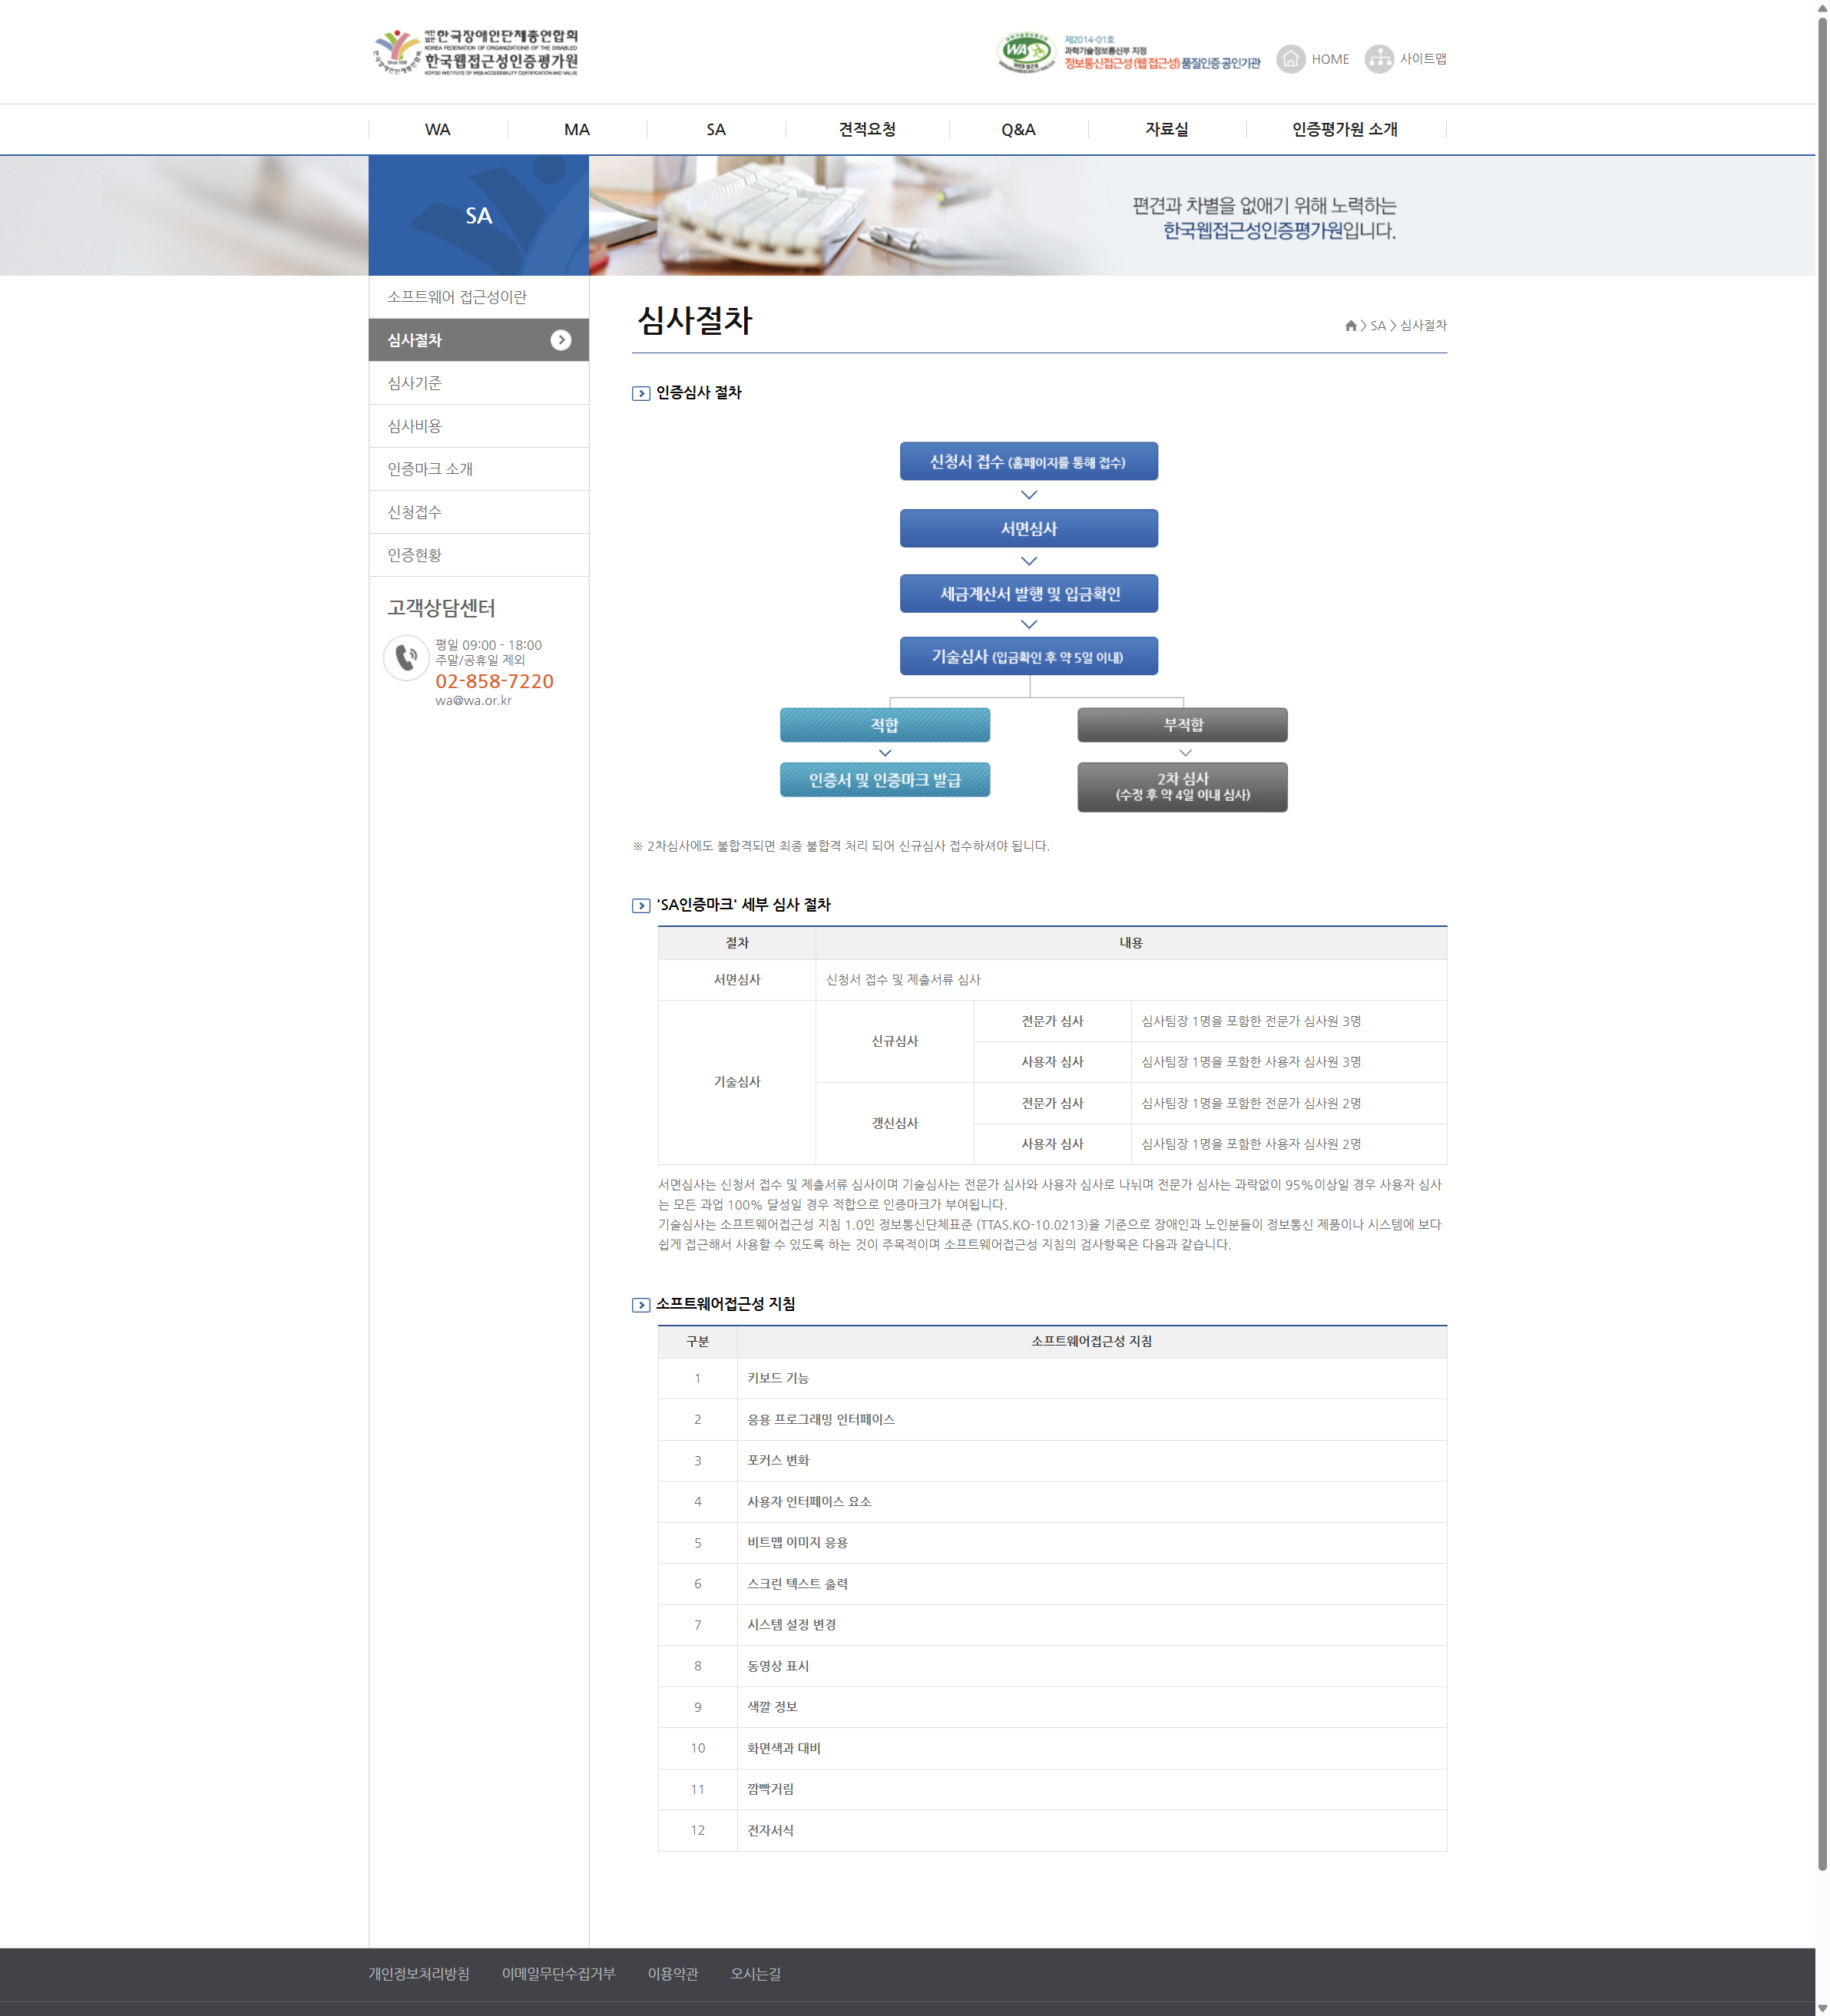 한국장애인단체총연합회
KOREA FEDERATION OF ORGANIZATIONS OF THE DISABLED
한국웹접근성인증평가원
제2014-01호
과학기술정보통신부 지정
정보통신접근성 (웹 접근성) 품질인증 공인기관
WA
HOME
사이트맵
WA
MA
SA
견적요청
Q&A
자료실
인증평가원 소개
SA
편견과 차별을 없애기 위해 노력하는
한국웹접근성인증평가원입니다.
소프트웨어 접근성이란
심사절차
심사기준
심사비용
인증마크 소개
신청접수
인증현황
고객상담센터
평일 09:00 - 18:00
주말/공휴일 제외
02-858-7220
wa@wa.or.kr
심사절차
> SA > 심사절차
인증심사 절차
신청서 접수 (홈페이지를 통해 접수)
서면심사
세금계산서 발행 및 입금확인
기술심사 (입금확인 후 약 5일 이내)
적합
부적합
인증서 및 인증마크 발급
2차 심사
(수정 후 약 4일 이내 심사)
※ 2차심사에도 불합격되면 최종 불합격 처리 되어 신규심사 접수하셔야 됩니다.
'SA인증마크' 세부 심사 절차
절차 내용
서면심사 신청서 접수 및 제출서류 심사
기술심사
신규심사
전문가 심사 심사팀장 1명을 포함한 전문가 심사원 3명
사용자 심사 심사팀장 1명을 포함한 사용자 심사원 3명
갱신심사
전문가 심사 심사팀장 1명을 포함한 전문가 심사원 2명
사용자 심사 심사팀장 1명을 포함한 사용자 심사원 2명
서면심사는 신청서 접수 및 제출서류 심사이며 기술심사는 전문가 심사와 사용자 심사로 나뉘며 전문가 심사는 과락없이 95%이상일 경우 사용자 심사
는 모든 과업 100% 달성일 경우 적합으로 인증마크가 부여됩니다.
기술심사는 소프트웨어접근성 지침 1.0인 정보통신단체표준 (TTAS.KO-10.0213)을 기준으로 장애인과 노인분들이 정보통신 제품이나 시스템에 보다
쉽게 접근해서 사용할 수 있도록 하는 것이 주목적이며 소프트웨어접근성 지침의 검사항목은 다음과 같습니다.
소프트웨어접근성 지침
구분 소프트웨어접근성 지침
1 키보드 기능
2 응용 프로그래밍 인터페이스
3 포커스 변화
4 사용자 인터페이스 요소
5 비트맵 이미지 응용
6 스크린 텍스트 출력
7 시스템 설정 변경
8 동영상 표시
9 색깔 정보
10 화면색과 대비
11 깜빡거림
12 전자서식
개인정보처리방침
이메일무단수집거부
이용약관
오시는길